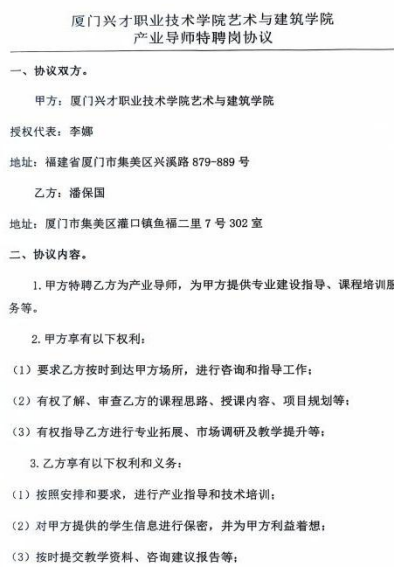 厦门兴才职业技术学院艺术与建筑学院
产业导师特聘岗协议
一、协议双方。
甲方：厦门兴才职业技术学院艺术与建筑学院
授权代表：李娜
地址：福建省厦门市集美区兴溪路 879-889 号
乙方：潘保国
地址：厦门市集美区灌口镇鱼福二里 7 号 302 室
二、协议内容。
1.甲方特聘乙方为产业导师，为甲方提供专业建设指导、课程培训服
务等。
2.甲方享有以下权利：
（1）要求乙方按时到达甲方场所，进行咨询和指导工作；
（2）有权了解、审查乙方的课程思路、授课内容、项目规划等；
（3）有权指导乙方进行专业拓展、市场调研及教学提升等；
3.乙方享有以下权利和义务：
（1）按照安排和要求，进行产业指导和技术培训；
（2）对甲方提供的学生信息进行保密，并为甲方利益着想；
（3）按时提交教学资料、咨询建议报告等；